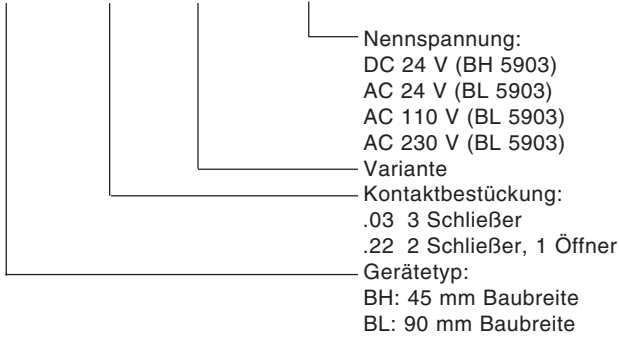 Nennspannung:
DC 24 V (BH 5903)
AC 24 V (BL 5903)
AC 110 V (BL 5903)
AC 230 V (BL 5903)
Variante
Kontaktbestückung:
.03 3 Schließer
.22 2 Schließer, 1 Öffner
Gerätetyp:
BH: 45 mm Baubreite
BL: 90 mm Baubreite